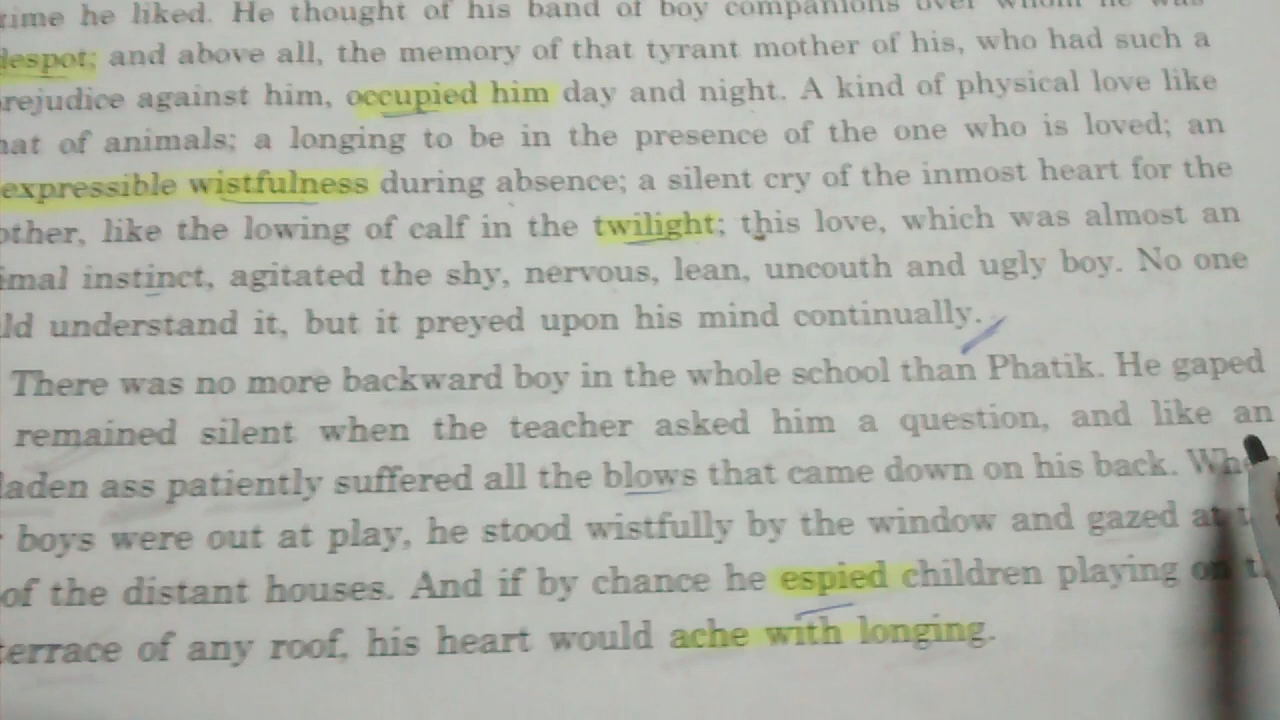 time he liked. He thought of his band of boy companions over whom he was
despot; and above all, the memory of that tyrant mother of his, who had such a
rejudice against him, occupied him day and night. A kind of physical love like
hat of animals; a longing to be in the presence of the one who is loved; an
expressible wistfulness during absence; a silent cry of the inmost heart for the
other, like the lowing of calf in the twilight; this love, which was almost an
imal instinct, agitated the shy, nervous, lean, uncouth and ugly boy. No one
ld understand it, but it preyed upon his mind continually.
There was no more backward boy in the whole school than Phatik. He gaped
remained silent when the teacher asked him a question, and like an
laden ass patiently suffered all the blows that came down on his back.
boys were out at play, he stood wistfully by the window and gazed at
of the distant houses. And if by chance he espied children playing on
terrace of any roof, his heart would ache with longing.